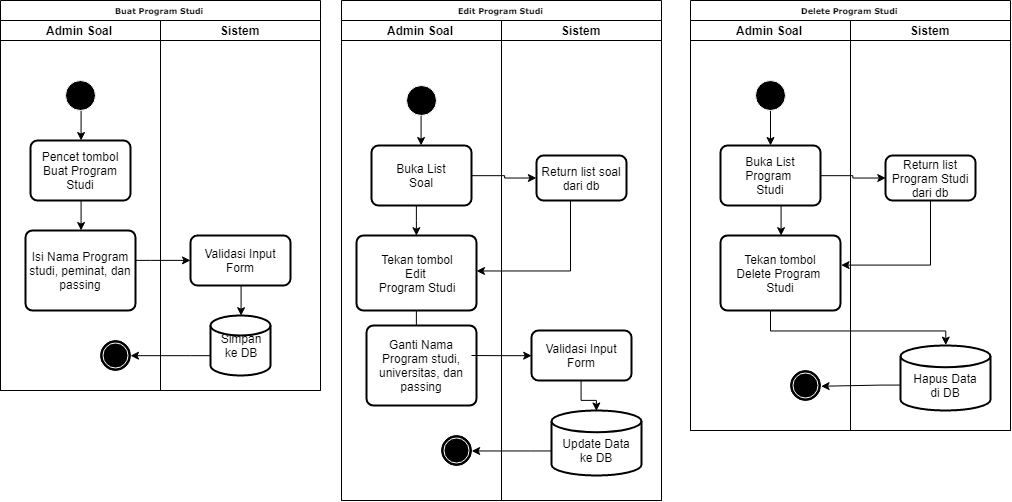 Buat Program Studi
Admin Soal
Sistem
Pencet tombol
Buat Program
Studi
Isi Nama Program
studi, peminat, dan
passing
Validasi Input
Form
Simpan
ke DB
Edit Program Studi
Admin Soal
Sistem
Buka List
Soal
Return list soal
dari db
Tekan tombol
Edit
Program Studi
Ganti Nama
Program studi,
universitas, dan
passing
Validasi Input
Form
Update Data
ke DB
Delete Program Studi
Admin Soal
Sistem
Buka List
Program
Studi
Return list
Program Studi
dari db
Tekan tombol
Delete Program
Studi
Hapus Data
di DB